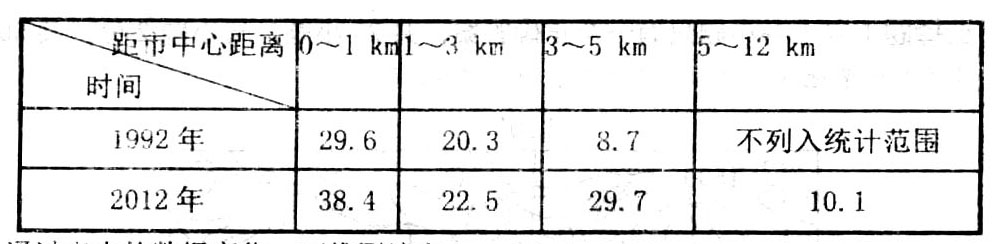 距市中心距离 0～1 km 1～3 km 3～5 km 5～12 km
时间
1992年 29.6 20.3 8.7 不列入统计范围
2012年 38.4 22.5 29.7 10.1